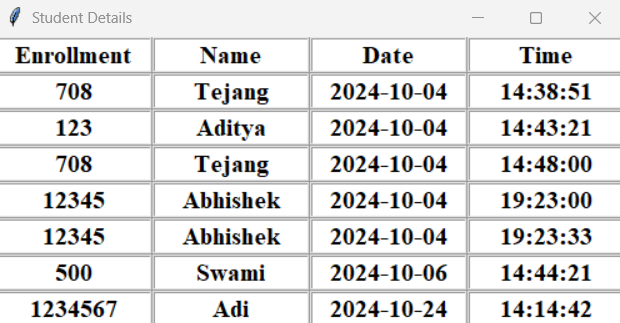 Student Details
Enrollment Name Date Time
708 Tejang 2024-10-04 14:38:51
123 Aditya 2024-10-04 14:43:21
708 Tejang 2024-10-04 14:48:00
12345 Abhishek 2024-10-04 19:23:00
12345 Abhishek 2024-10-04 19:23:33
500 Swami 2024-10-06 14:44:21
1234567 Adi 2024-10-24 14:14:42